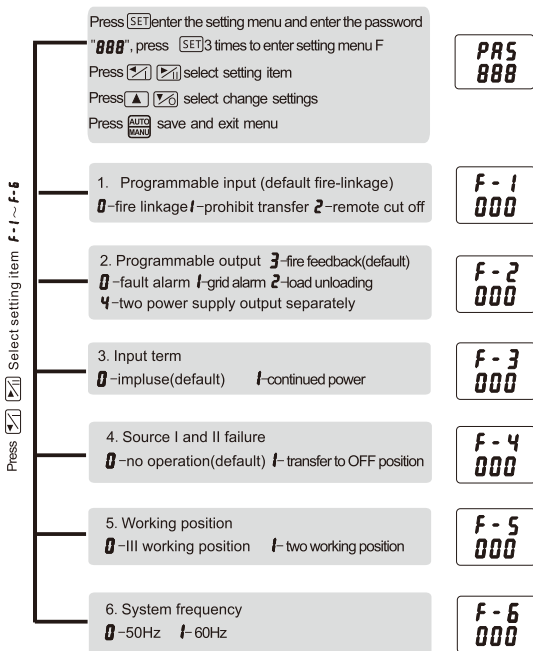 Press SET enter the setting menu and enter the password
"888", press SET 3 times to enter setting menu F
Press ◄/I ►/II select setting item
Press ▲ ▼/O select change settings
Press AUTO MANU save and exit menu
PAS
888
Press ◄/I ►/II Select setting item F-1~F-6
1. Programmable input (default fire-linkage)
0-fire linkage 1-prohibit transfer 2-remote cut off
F-1
000
2. Programmable output 3-fire feedback(default)
0-fault alarm 1-grid alarm 2-load unloading
4-two power supply output separately
F-2
000
3. Input term
0-impluse(default) 1-continued power
F-3
000
4. Source I and II failure
0-no operation(default) 1-transfer to OFF position
F-4
000
5. Working position
0-III working position 1-two working position
F-5
000
6. System frequency
0-50Hz 1-60Hz
F-6
000